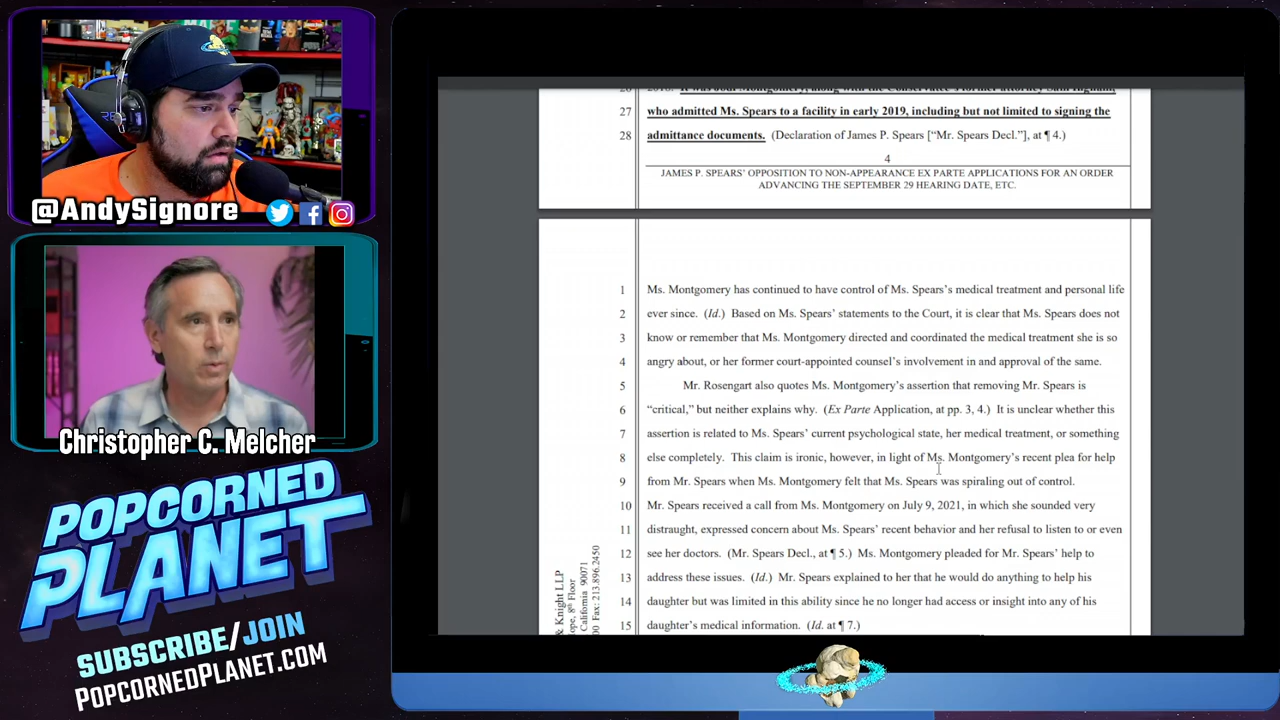 @AndySignore
Christopher C. Melcher
POPCORNED
PLANET
SUBSCRIBE/JOIN
POPCORNEDPLANET.COM
27 who admitted Ms. Spears to a facility in early 2019, including but not limited to signing the
28 admittance documents. (Declaration of James P. Spears ["Mr. Spears Decl."], at ¶ 4.)
4
JAMES P. SPEARS' OPPOSITION TO NON-APPEARANCE EX PARTE APPLICATIONS FOR AN ORDER
ADVANCING THE SEPTEMBER 29 HEARING DATE, ETC.
1 Ms. Montgomery has continued to have control of Ms. Spears's medical treatment and personal life
2 ever since. (Id.) Based on Ms. Spears' statements to the Court, it is clear that Ms. Spears does not
3 know or remember that Ms. Montgomery directed and coordinated the medical treatment she is so
4 angry about, or her former court-appointed counsel's involvement in and approval of the same.
5 Mr. Rosengart also quotes Ms. Montgomery's assertion that removing Mr. Spears is
6 "critical," but neither explains why. (Ex Parte Application, at pp. 3, 4.) It is unclear whether this
7 assertion is related to Ms. Spears' current psychological state, her medical treatment, or something
8 else completely. This claim is ironic, however, in light of Ms. Montgomery's recent plea for help
9 from Mr. Spears when Ms. Montgomery felt that Ms. Spears was spiraling out of control.
10 Mr. Spears received a call from Ms. Montgomery on July 9, 2021, in which she sounded very
11 distraught, expressed concern about Ms. Spears' recent behavior and her refusal to listen to or even
12 see her doctors. (Mr. Spears Decl., at ¶ 5.) Ms. Montgomery pleaded for Mr. Spears' help to
13 address these issues. (Id.) Mr. Spears explained to her that he would do anything to help his
14 daughter but was limited in this ability since he no longer had access or insight into any of his
15 daughter's medical information. (Id. at ¶ 7.)
& Knight LLP
ope, 8th Floor
California 90071
00 Fax: 213.896.2450